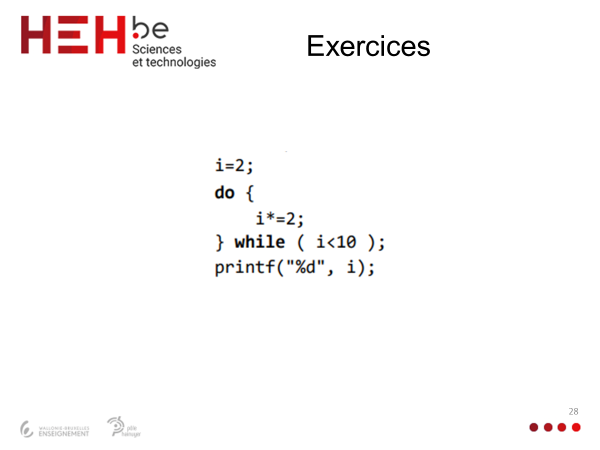 HEH.be
Sciences
et technologies
Exercices
i=2;
do {
    i*=2;
} while ( i<10 );
printf("%d", i);
28
WALLONIE-BRUXELLES
ENSEIGNEMENT
pôle
hainuyer